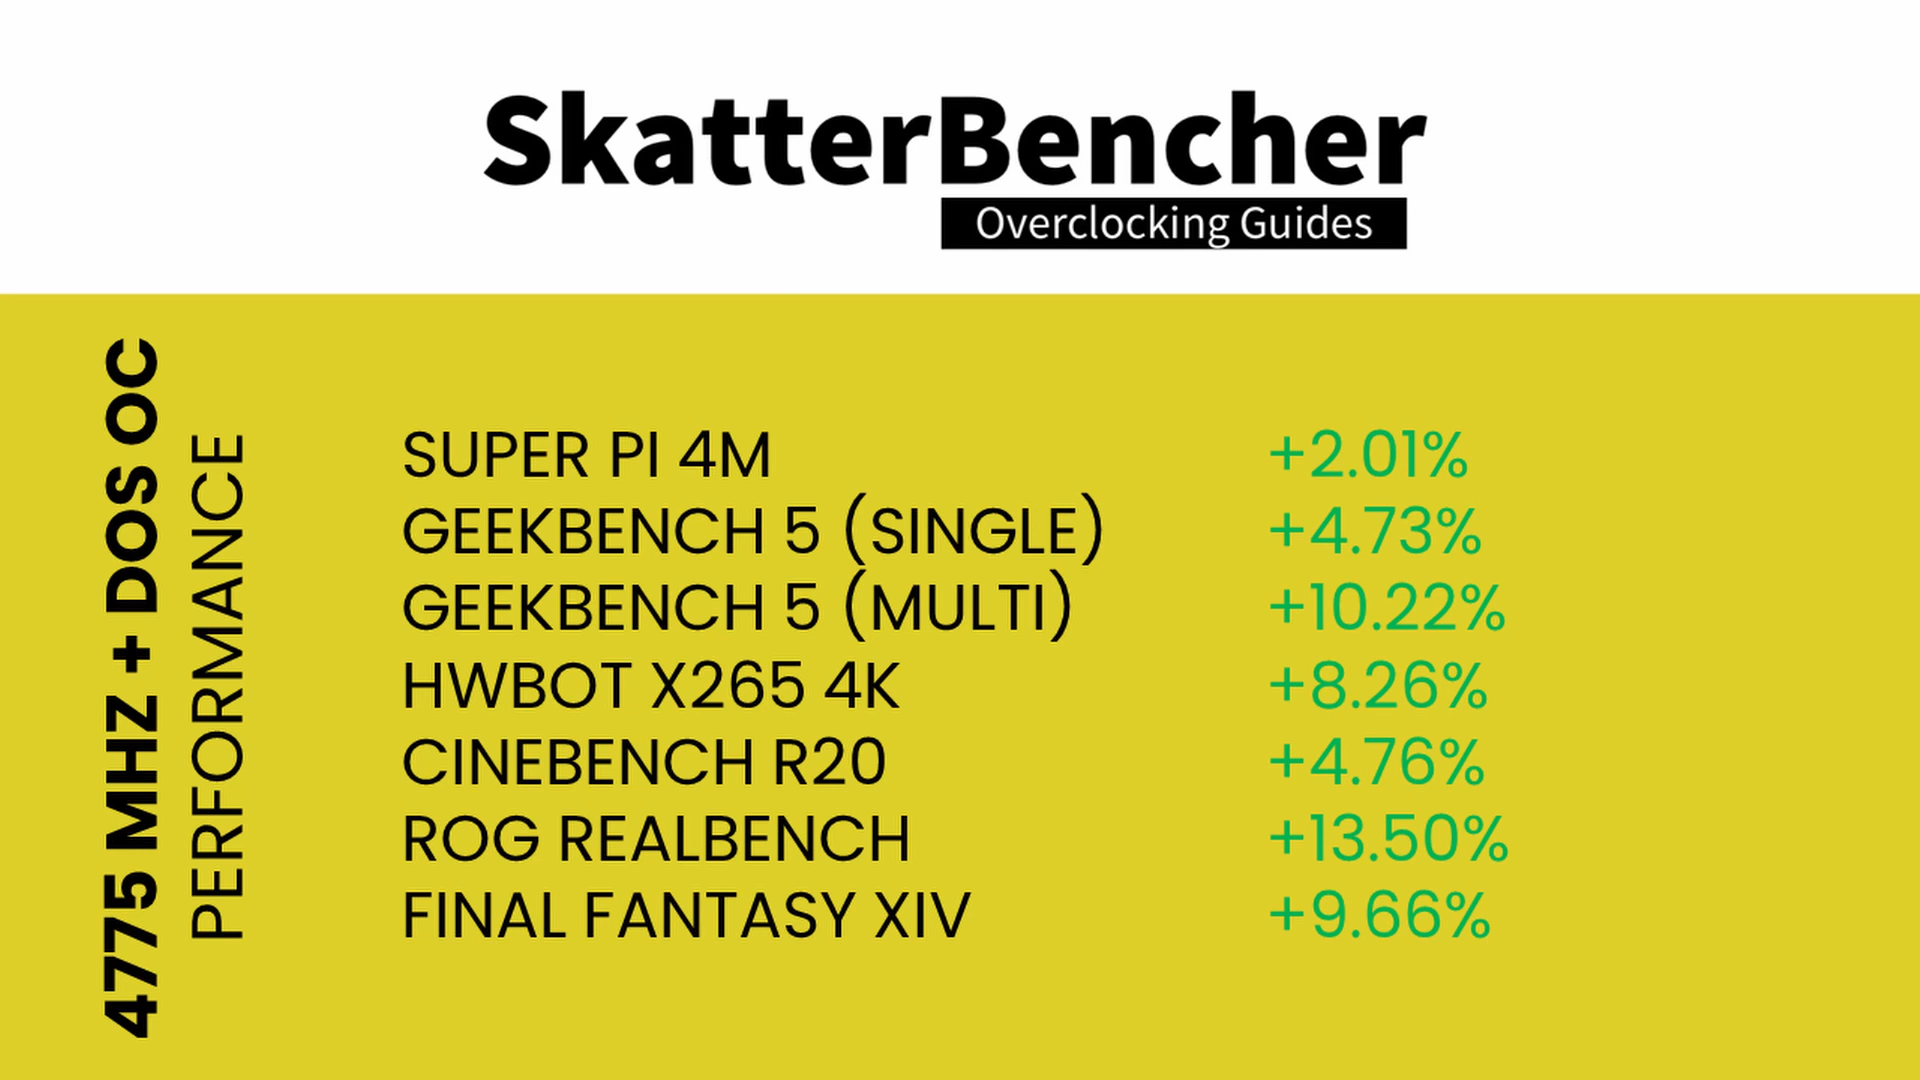 SkatterBencher
Overclocking Guides
4775 MHZ + DOS OC
PERFORMANCE
SUPER PI 4M +2.01%
GEEKBENCH 5 (SINGLE) +4.73%
GEEKBENCH 5 (MULTI) +10.22%
HWBOT X265 4K +8.26%
CINEBENCH R20 +4.76%
ROG REALBENCH +13.50%
FINAL FANTASY XIV +9.66%